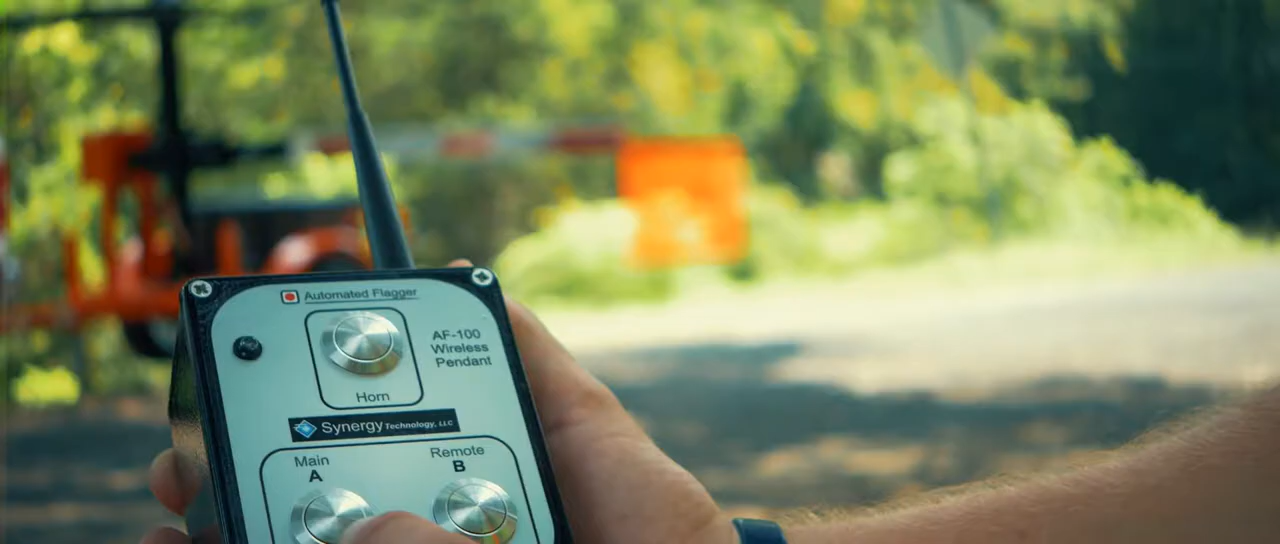 Automated Flagger
AF-100
Wireless
Pendant
Horn
Synergy Technology, LLC
Main
A
Remote
B